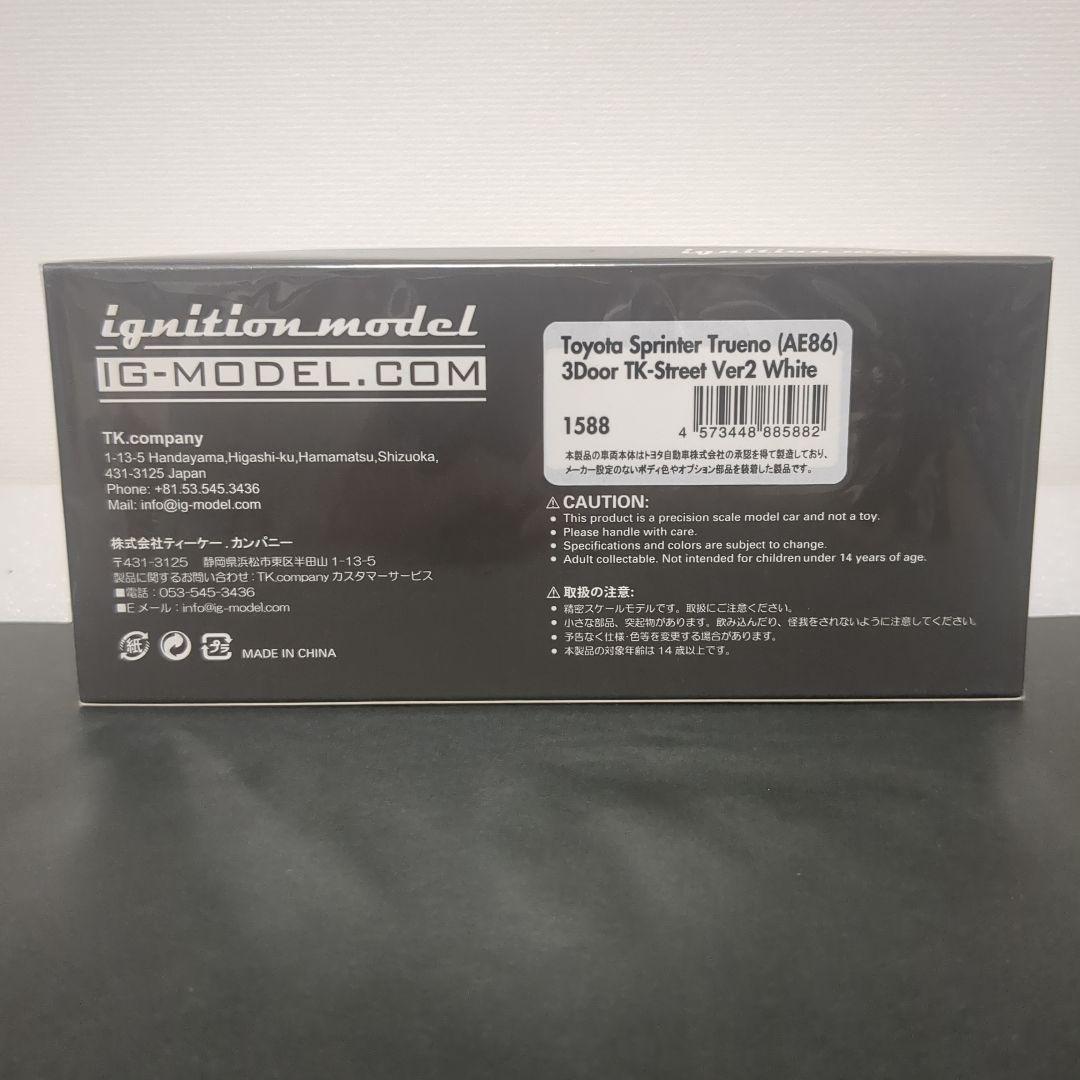 ignition model
ignition model
IG-MODEL.COM
TK.company
1-13-5 Handayama,Higashi-ku,Hamamatsu,Shizuoka,
431-3125 Japan
Phone: +81.53.545.3436
Mail: info@ig-model.com
株式会社ティーケー.カンパニー
〒431-3125 静岡県浜松市東区半田山1-13-5
製品に関するお問い合わせ:TK.company カスタマーサービス
■電話:053-545-3436
■Eメール:info@ig-model.com
紙
プラ
MADE IN CHINA
Toyota Sprinter Trueno (AE86)
3Door TK-Street Ver2 White
1588
4 573448 885882
本製品の車両本体はトヨタ自動車株式会社の承認を得て製造しており、
メーカー設定のないボディ色やオプション部品を装着した製品です。
⚠ CAUTION:
● This product is a precision scale model car and not a toy.
● Please handle with care.
● Specifications and colors are subject to change.
● Adult collectable. Not intended for children under 14 years of age.
⚠ 取扱の注意:
● 精密スケールモデルです。取扱にご注意ください。
● 小さな部品、突起物があります。飲み込んだり、怪我をされないように注意してください。
● 予告なく仕様・色等を変更する場合があります。
● 本製品の対象年齢は14歳以上です。